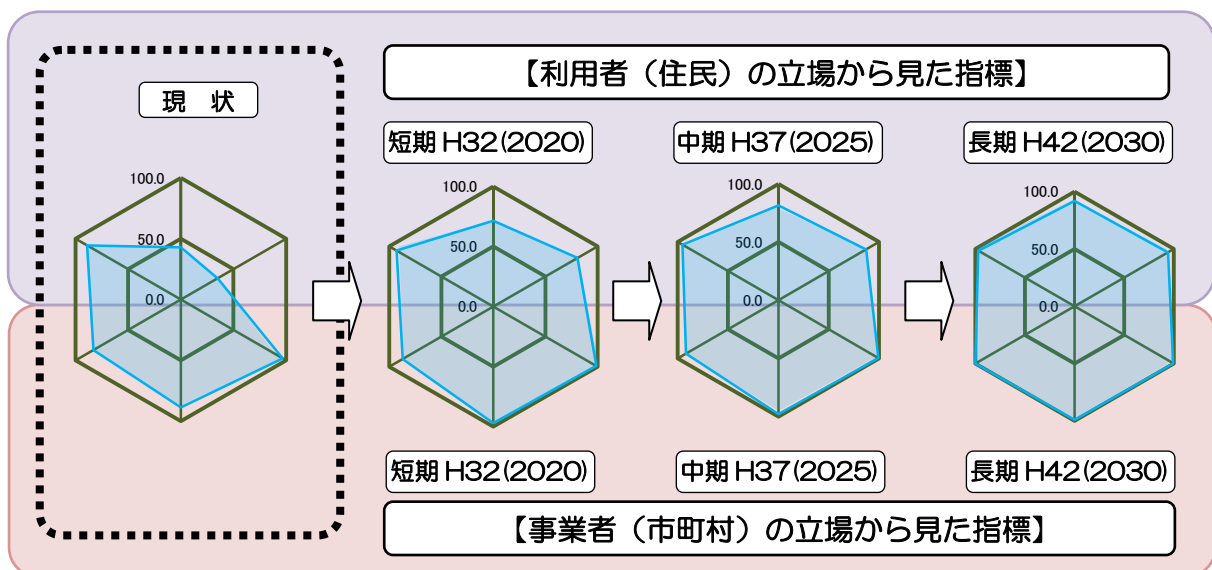 【利用者（住民）の立場から見た指標】
現　状
短期 H32(2020)
中期 H37(2025)
長期 H42(2030)
100.0
50.0
0.0
100.0
50.0
0.0
100.0
50.0
0.0
100.0
50.0
0.0
短期 H32(2020)
中期 H37(2025)
長期 H42(2030)
【事業者（市町村）の立場から見た指標】